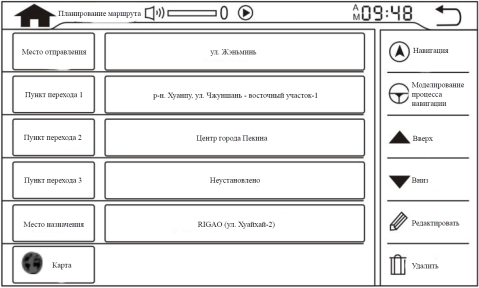 Планирование маршрута 0 AM 09:48
Место отправления ул. Жэньминь
Навигация
Пункт перехода 1 р-н. Хуанпу, ул. Чжуншань - восточный участок-1
Моделирование
процесса
навигации
Пункт перехода 2 Центр города Пекина
Вверх
Пункт перехода 3 Неустановлено
Вниз
Место назначения RIGAO (ул. Хуайхай-2)
Редактировать
Карта
Удалить